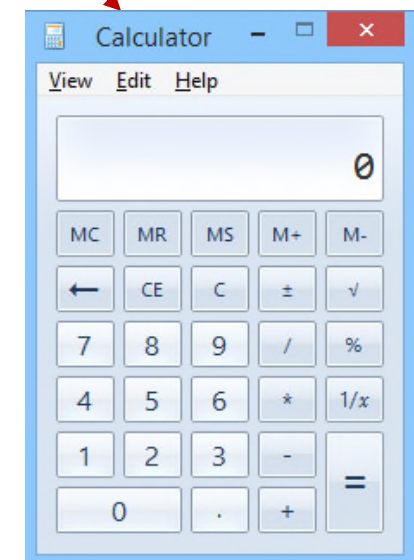 Calculator
View Edit Help
0
MC MR MS M+ M-
← CE C ± √
7 8 9 / %
4 5 6 * 1/x
1 2 3 -
=
0 . +